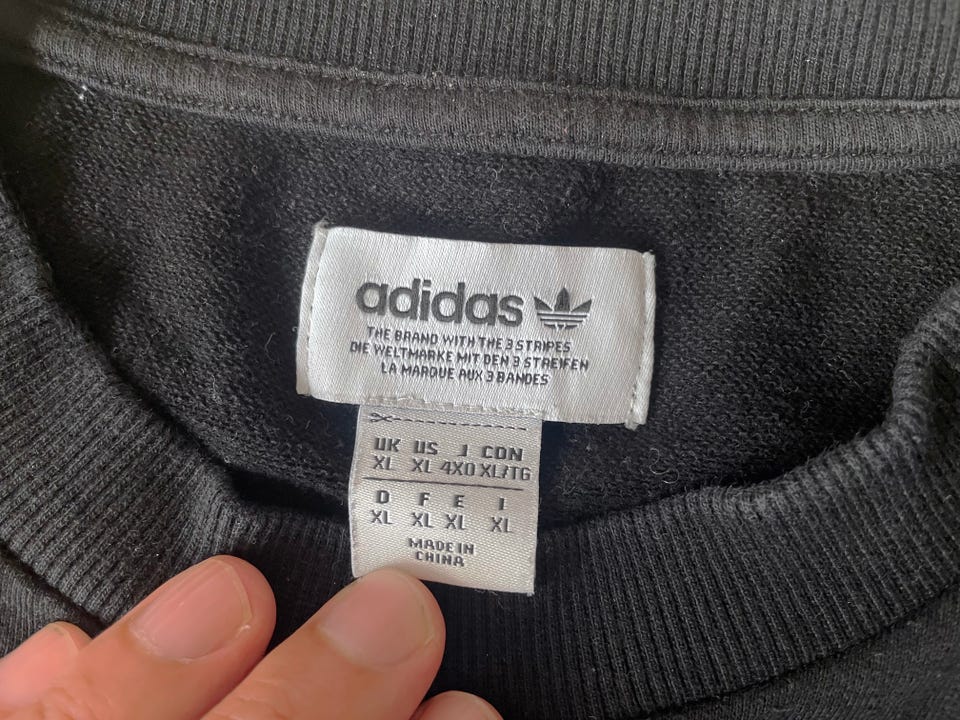 adidas
THE BRAND WITH THE 3 STRIPES
DIE WELTMARKE MIT DEN 3 STREIFEN
LA MARQUE AUX 3 BANDES
UK US J CDN
XL XL 4XO XL/TG
D F E I
XL XL XL XL
MADE IN
CHINA